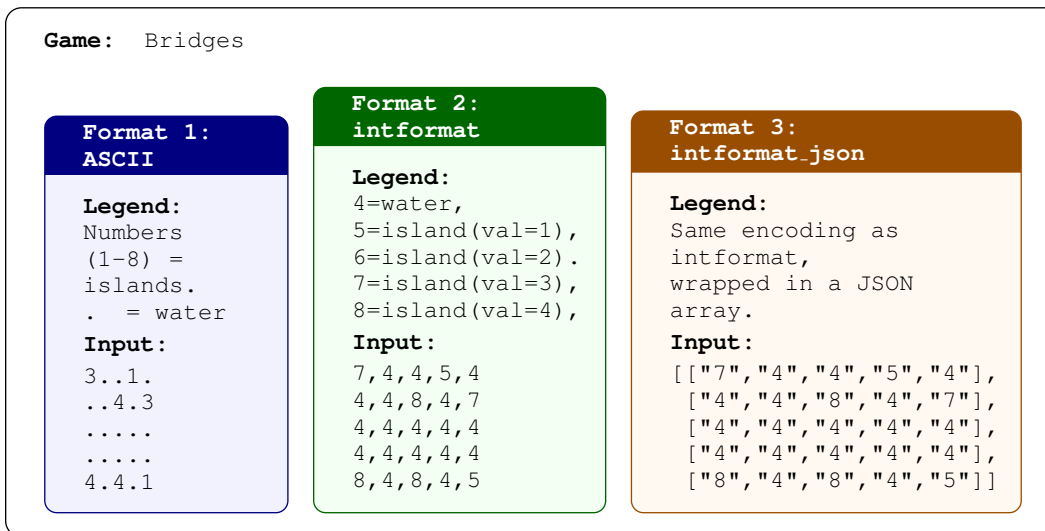 Game: Bridges
Format 1:
ASCII
Legend:
Numbers
(1-8) =
islands.
. = water
Input:
3..1.
..4.3
.....
.....
4.4.1
Format 2:
intformat
Legend:
4=water,
5=island(val=1),
6=island(val=2).
7=island(val=3),
8=island(val=4),
Input:
7,4,4,5,4
4,4,8,4,7
4,4,4,4,4
4,4,4,4,4
8,4,8,4,5
Format 3:
intformat_json
Legend:
Same encoding as
intformat,
wrapped in a JSON
array.
Input:
[["7","4","4","5","4"],
["4","4","8","4","7"],
["4","4","4","4","4"],
["4","4","4","4","4"],
["8","4","8","4","5"]]